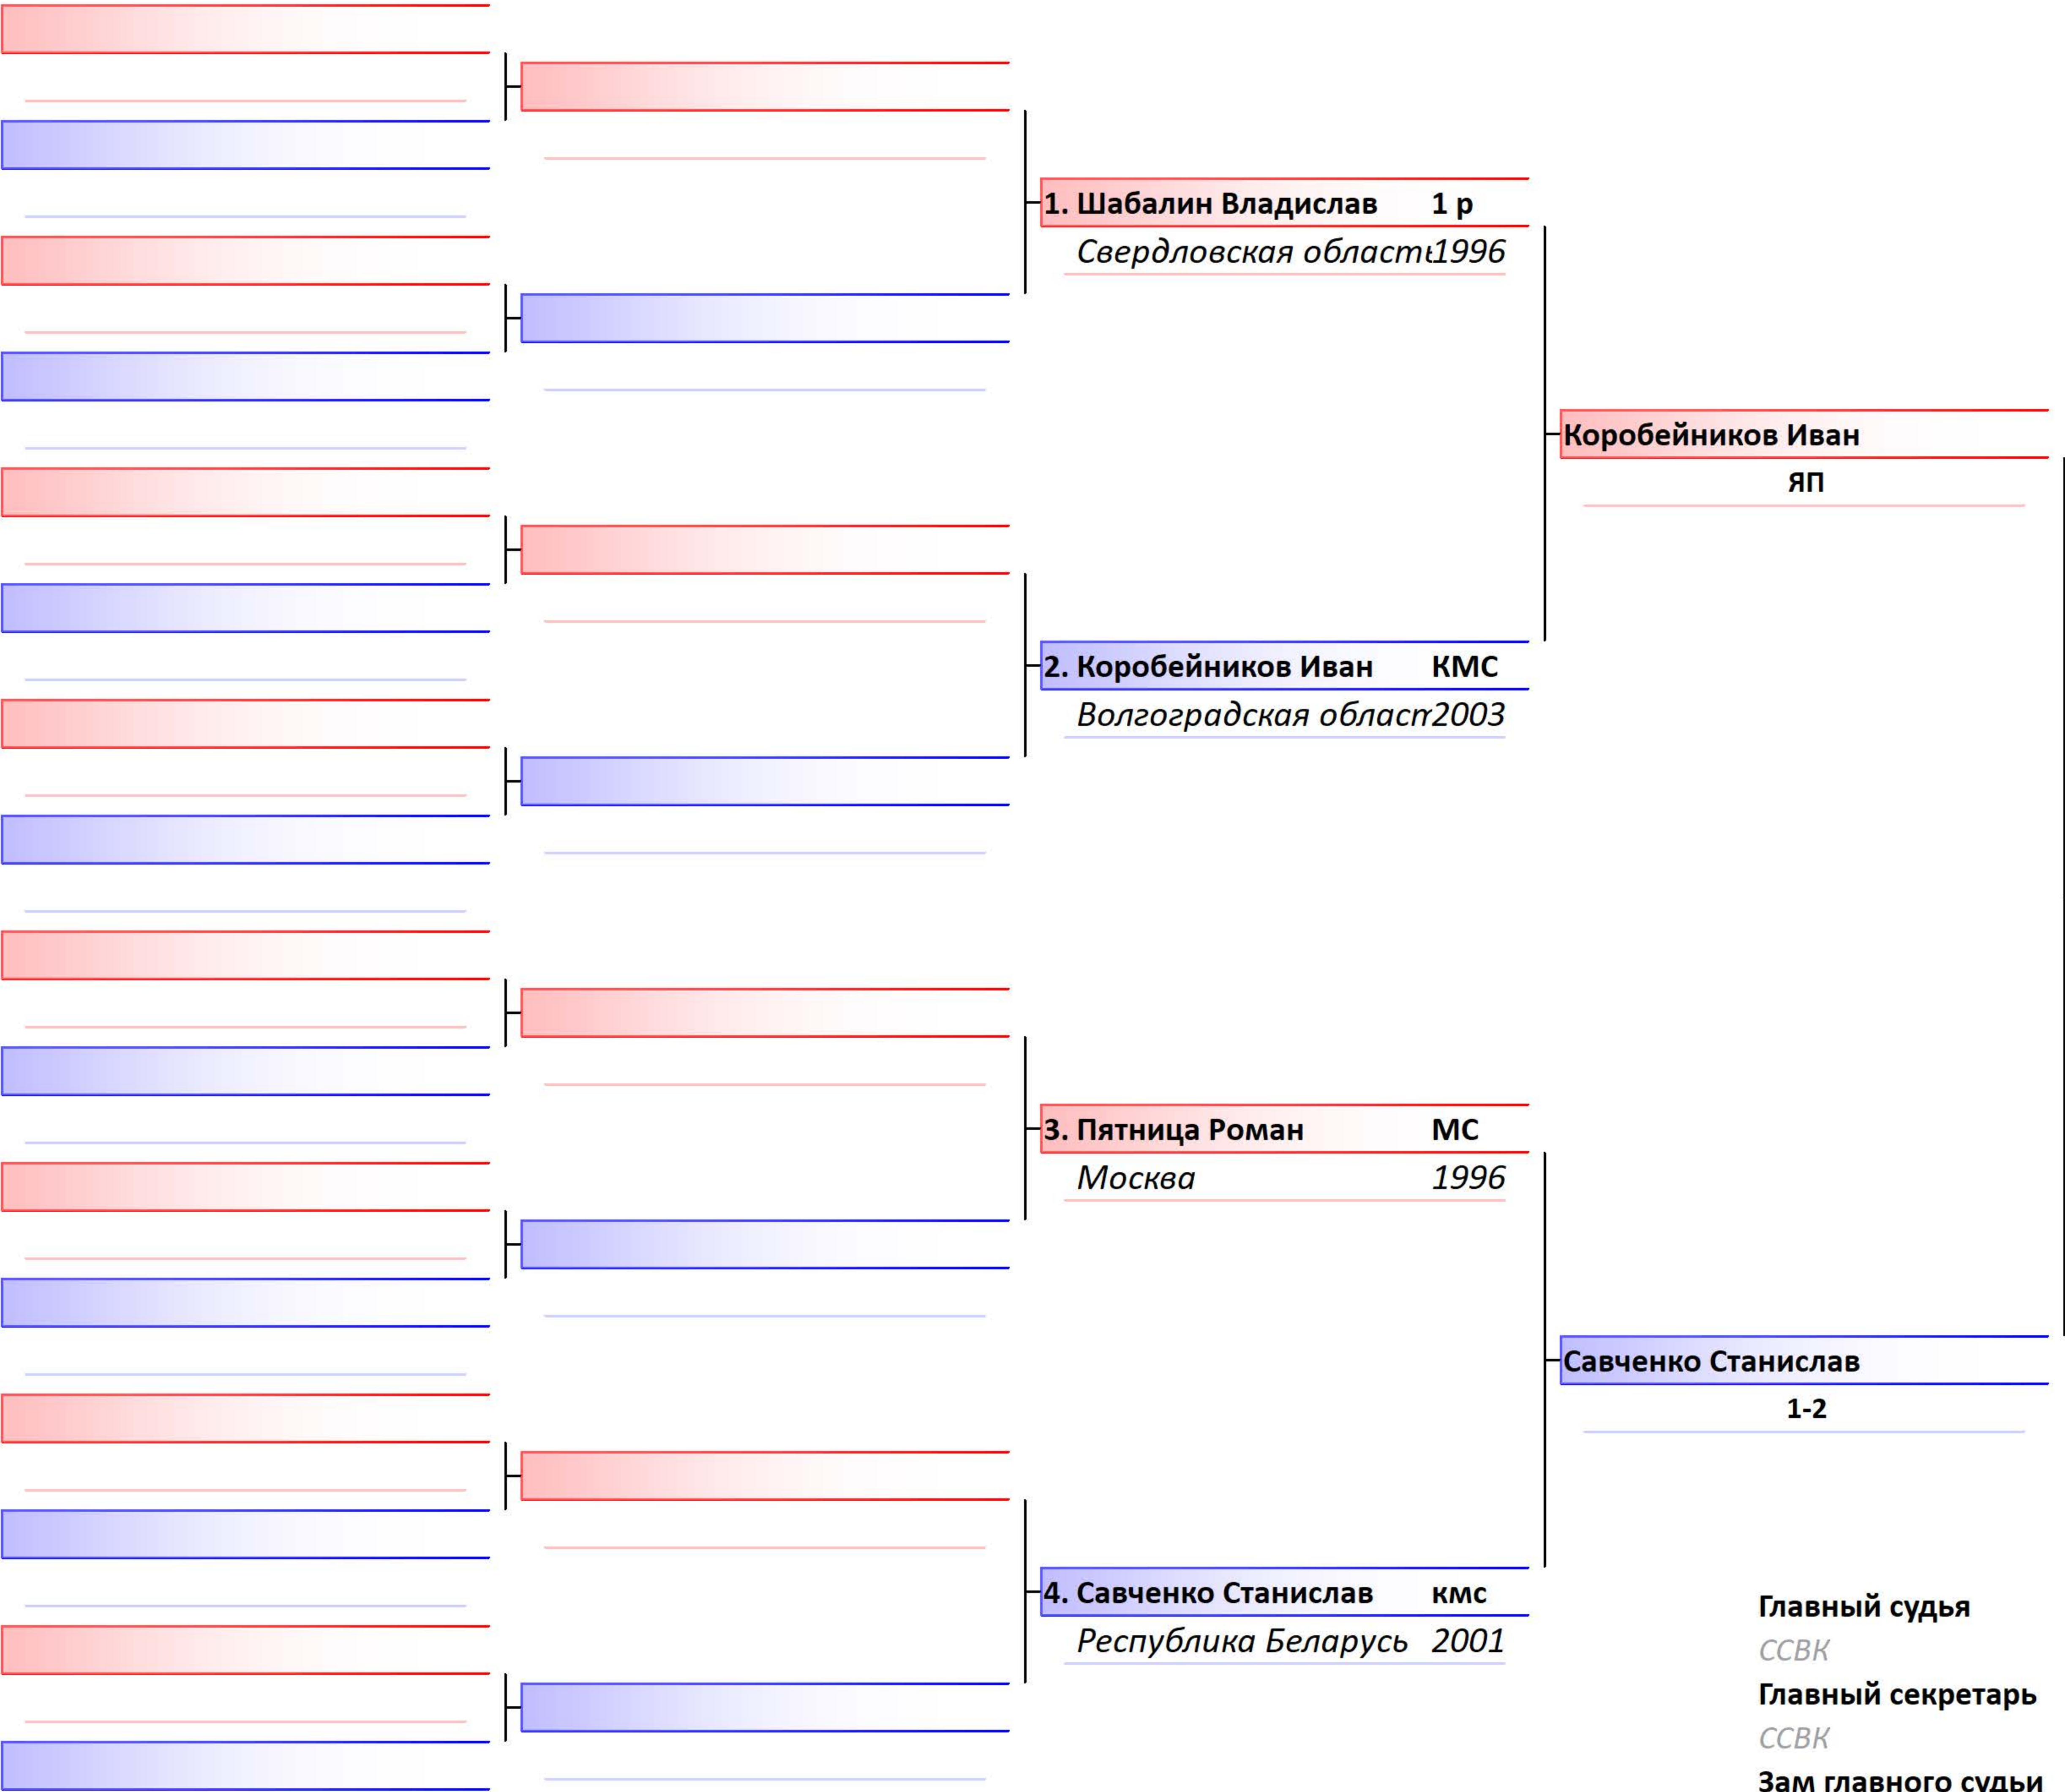 1. Шабалин Владислав 1 р
Свердловская область 1996
Коробейников Иван
ЯП
2. Коробейников Иван КМС
Волгоградская област 2003
3. Пятница Роман МС
Москва 1996
Савченко Станислав
1-2
4. Савченко Станислав кмс
Республика Беларусь 2001
Главный судья
ССВК
Главный секретарь
ССВК
Зам главного судьи